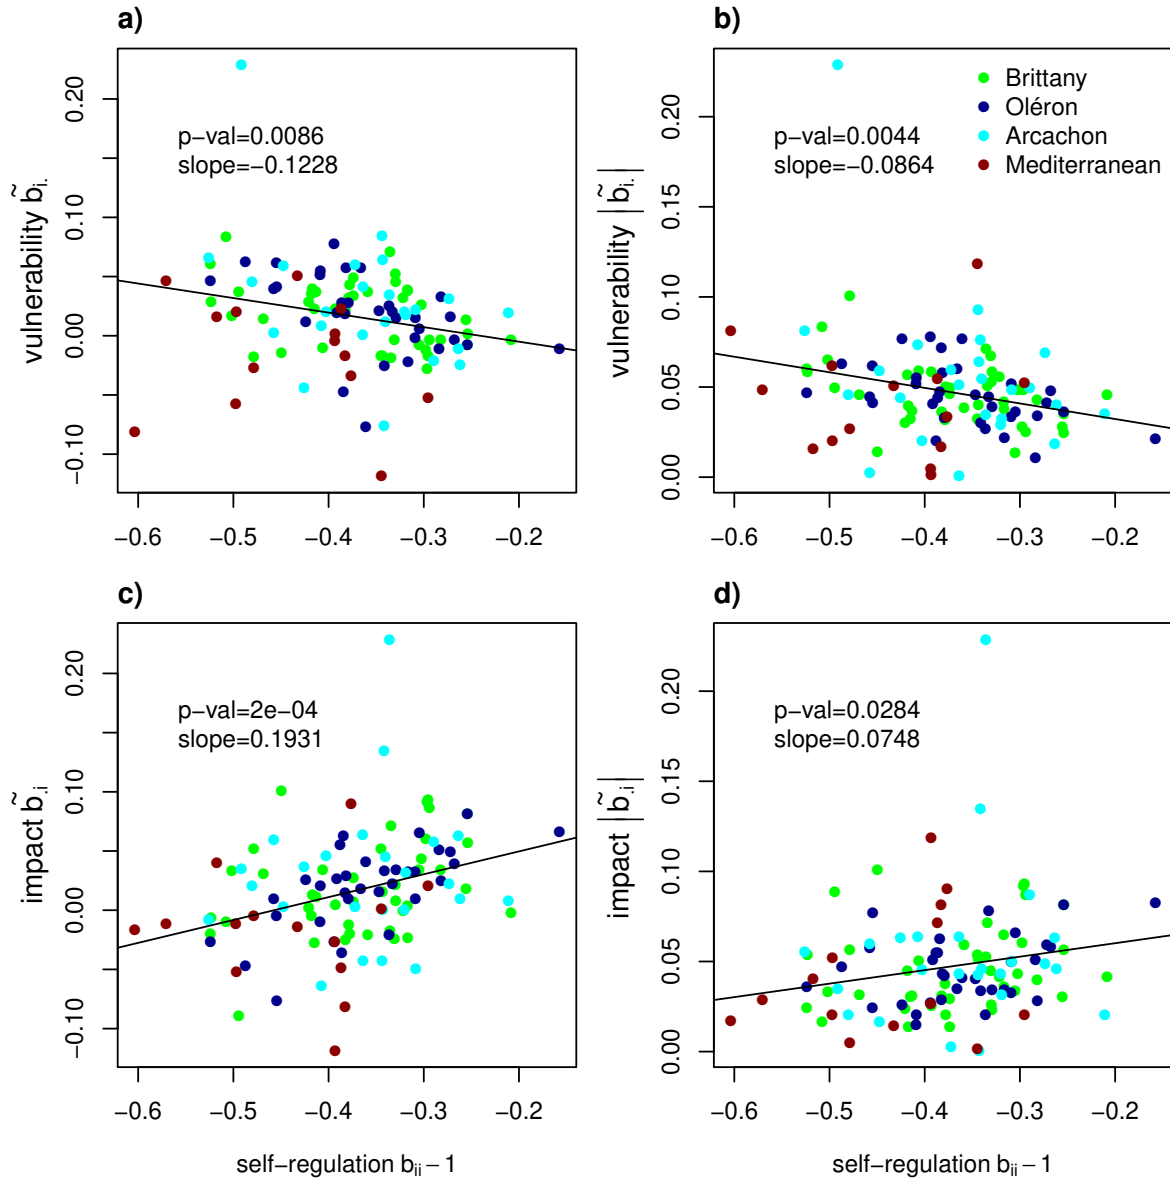 a)
vulnerability b̃i.
0.20
0.10
0.00
−0.10
p−val=0.0086
slope=−0.1228
−0.6 −0.5 −0.4 −0.3 −0.2
b)
vulnerability |b̃i.|
0.20
0.15
0.10
0.05
0.00
p−val=0.0044
slope=−0.0864
Brittany
Oléron
Arcachon
Mediterranean
−0.6 −0.5 −0.4 −0.3 −0.2
c)
impact b̃.i
0.20
0.10
0.00
−0.10
p−val=2e−04
slope=0.1931
−0.6 −0.5 −0.4 −0.3 −0.2
self−regulation bii − 1
d)
impact |b̃.i|
0.20
0.15
0.10
0.05
0.00
p−val=0.0284
slope=0.0748
−0.6 −0.5 −0.4 −0.3 −0.2
self−regulation bii − 1